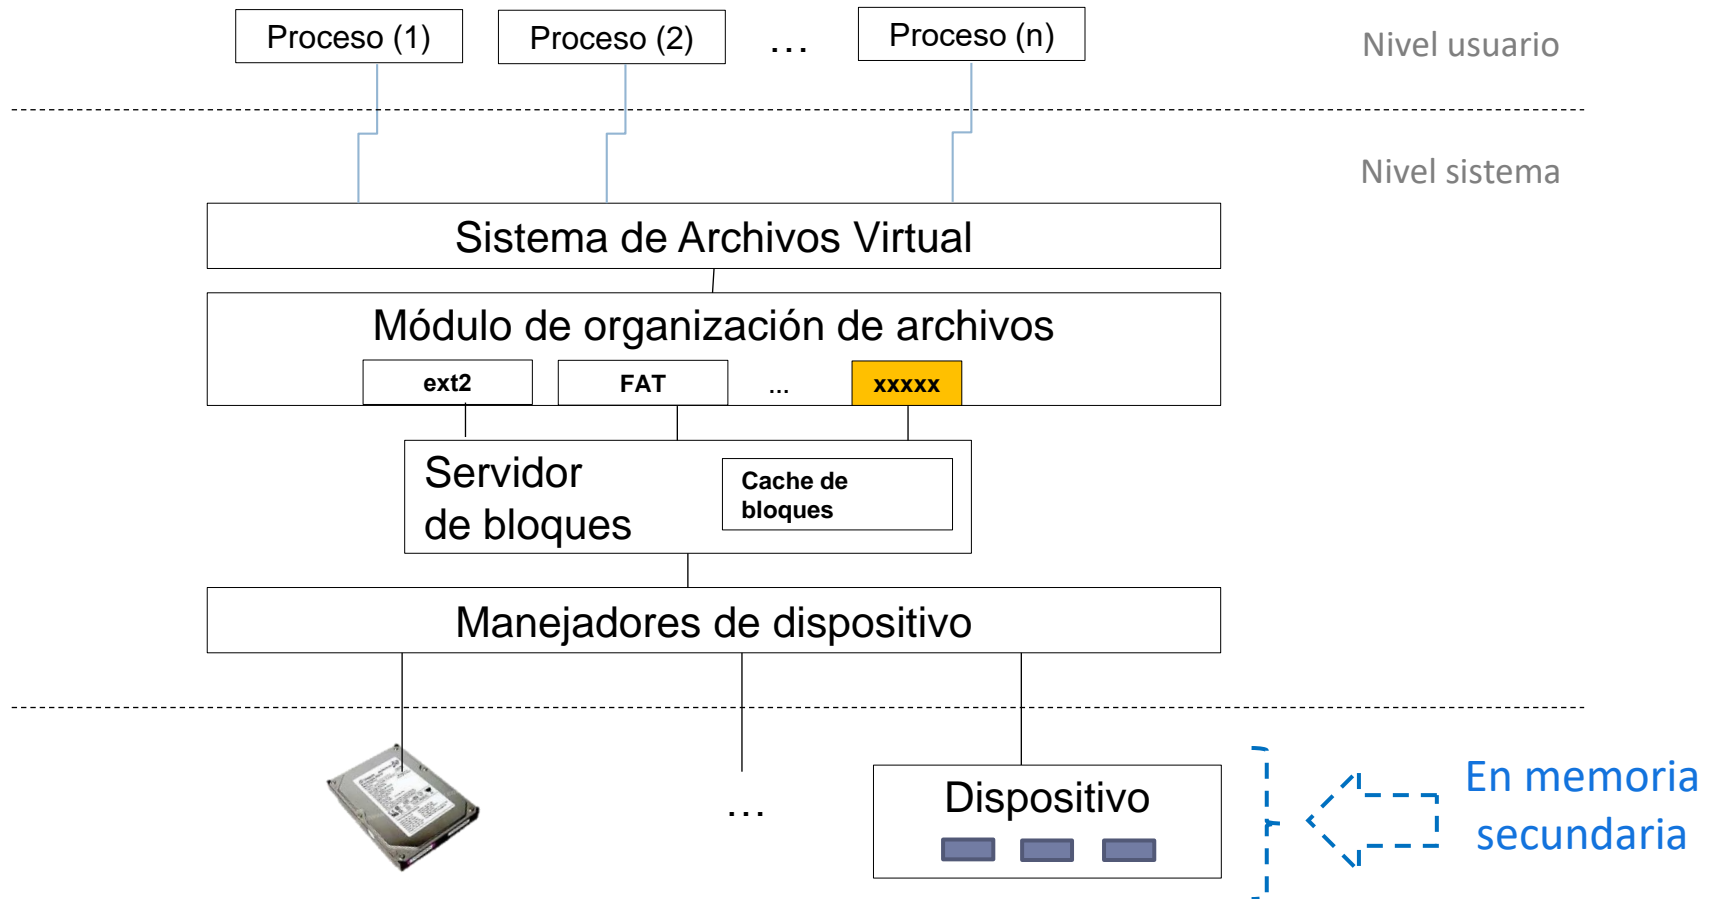 Proceso (1)
Proceso (2)
...
Proceso (n)
Nivel usuario
Nivel sistema
Sistema de Archivos Virtual
Módulo de organización de archivos
ext2
FAT
...
xxxxx
Servidor
de bloques
Cache de
bloques
Manejadores de dispositivo
...
Dispositivo
En memoria
secundaria